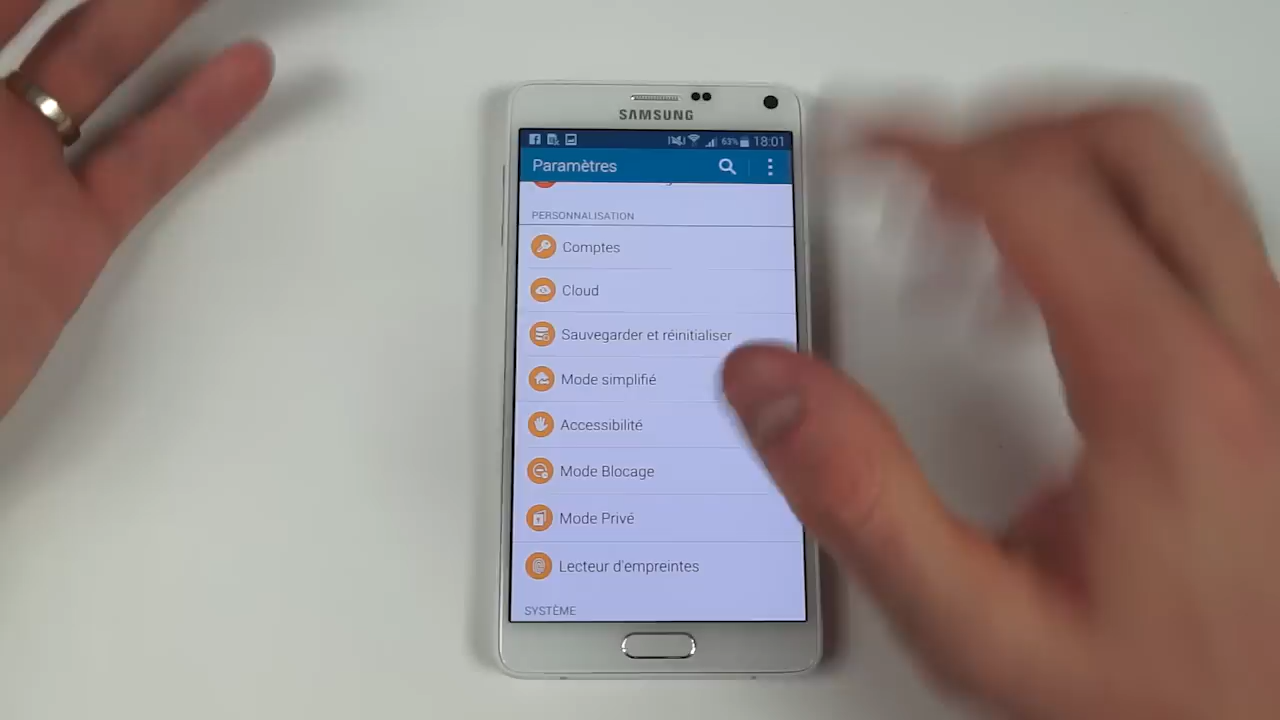 SAMSUNG
63% 18:01
Paramètres
PERSONNALISATION
Comptes
Cloud
Sauvegarder et réinitialiser
Mode simplifié
Accessibilité
Mode Blocage
Mode Privé
Lecteur d'empreintes
SYSTÈME